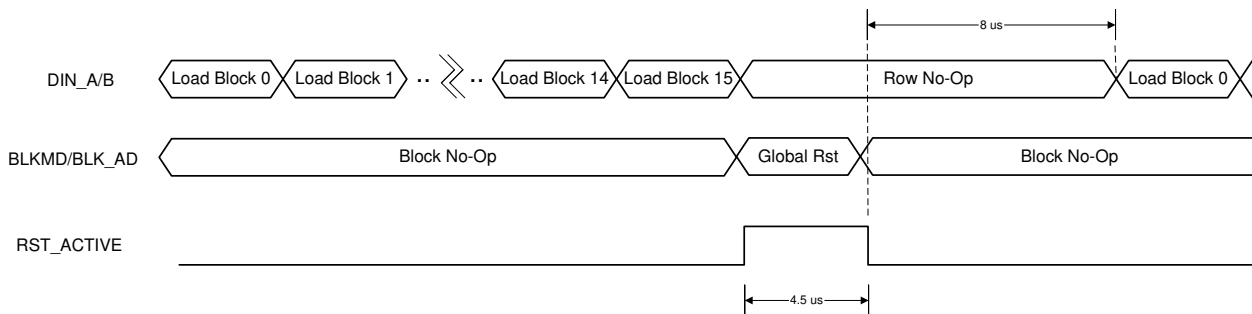 8 us
DIN_A/B
Load Block 0
Load Block 1
.. ..
Load Block 14
Load Block 15
Row No-Op
Load Block 0
BLKMD/BLK_AD
Block No-Op
Global Rst
Block No-Op
RST_ACTIVE
4.5 us